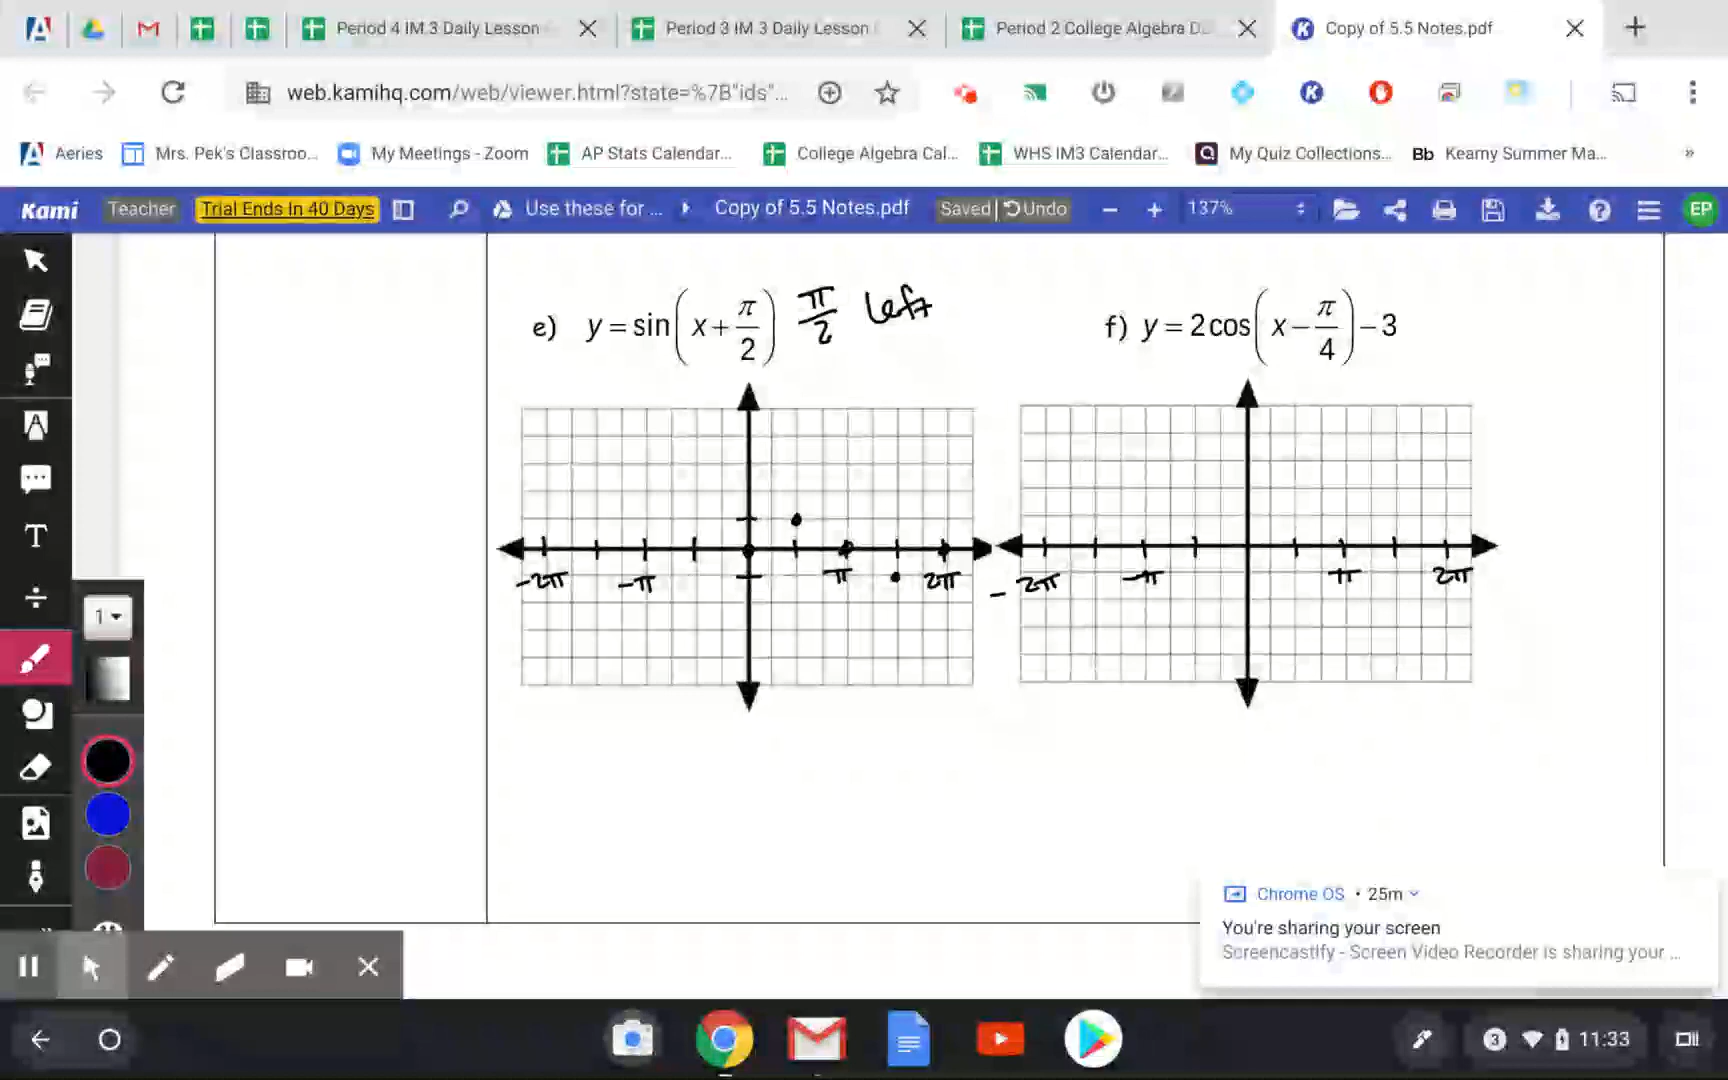 Period 4 IM 3 Daily Lesson
Period 3 IM 3 Daily Lesson
Period 2 College Algebra D
Copy of 5.5 Notes.pdf
web.kamihq.com/web/viewer.html?state=%7B"ids"...
Aeries
Mrs. Pek's Classroo...
My Meetings - Zoom
AP Stats Calendar...
College Algebra Cal...
WHS IM3 Calendar...
My Quiz Collections...
Bb Kearny Summer Ma...
»
Kami Teacher Trial Ends In 40 Days Use these for ... Copy of 5.5 Notes.pdf Saved Undo 137% EP
e) y = sin(x + π/2) π/2 left
f) y = 2 cos(x − π/4) − 3
-2π -π π 2π
-2π -π π 2π
1
Chrome OS • 25m
You're sharing your screen
Screencastify - Screen Video Recorder is sharing your ...
3 11:33